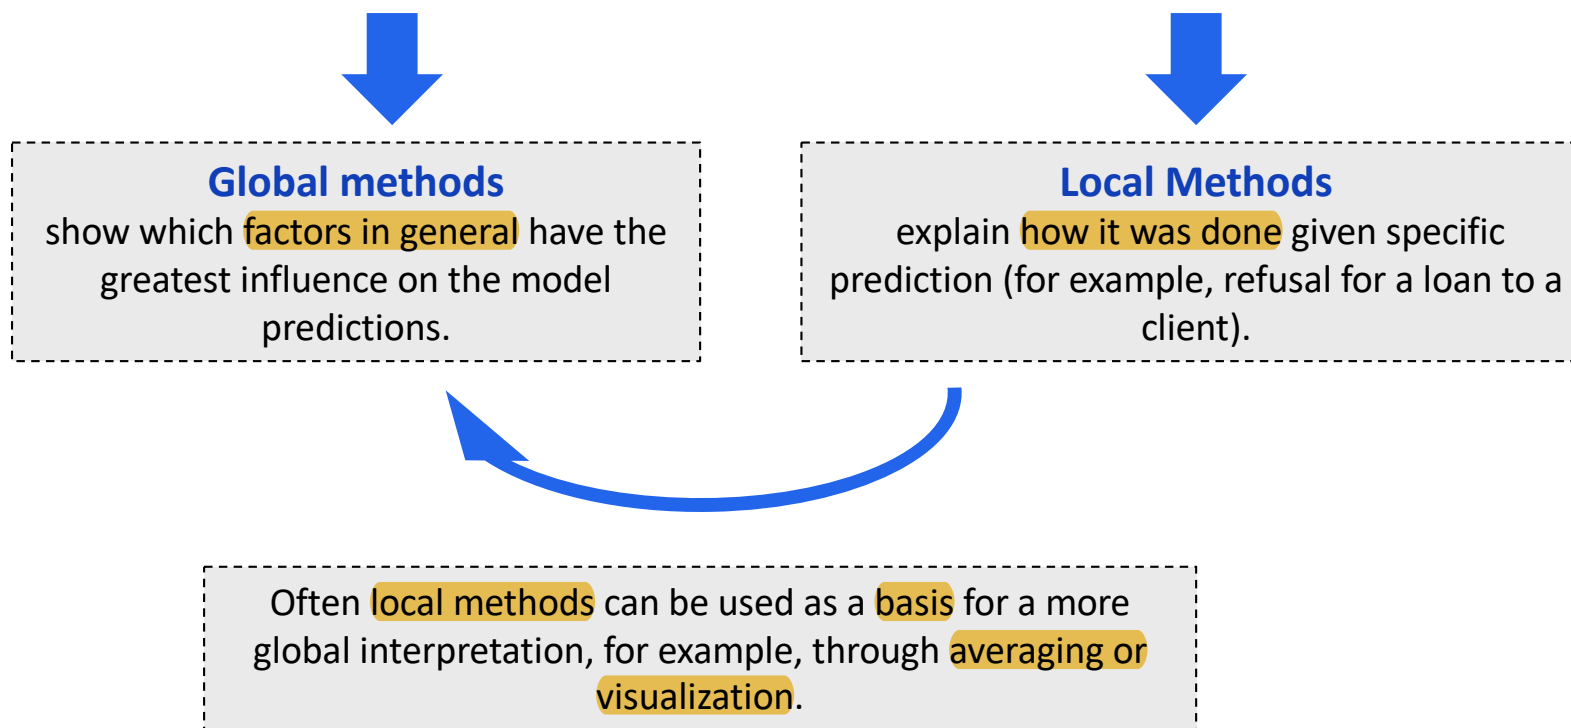 Global methods
show which factors in general have the
greatest influence on the model
predictions.
Local Methods
explain how it was done given specific
prediction (for example, refusal for a loan to a
client).
Often local methods can be used as a basis for a more
global interpretation, for example, through averaging or
visualization.